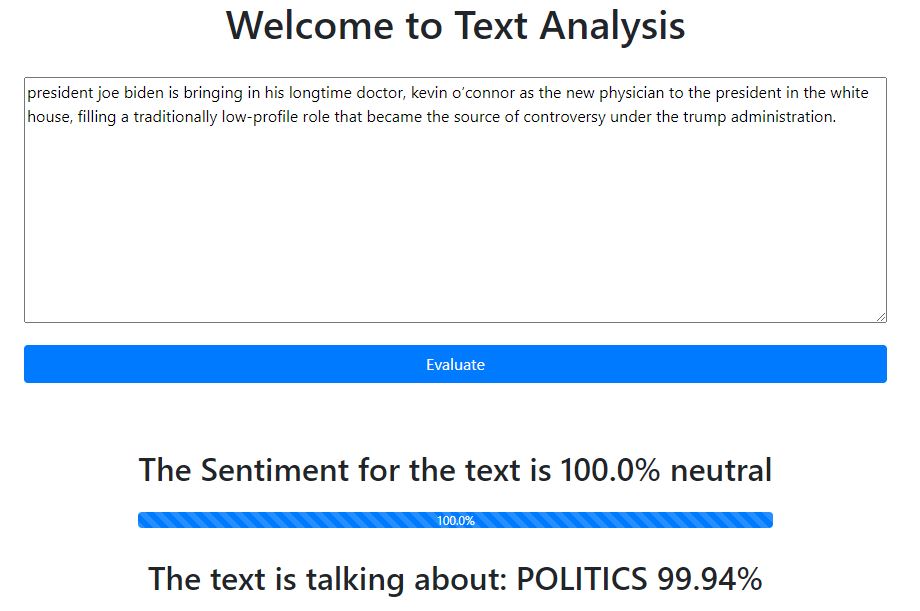 Welcome to Text Analysis
president joe biden is bringing in his longtime doctor, kevin o'connor as the new physician to the president in the white
house, filling a traditionally low-profile role that became the source of controversy under the trump administration.
Evaluate
The Sentiment for the text is 100.0% neutral
100.0%
The text is talking about: POLITICS 99.94%